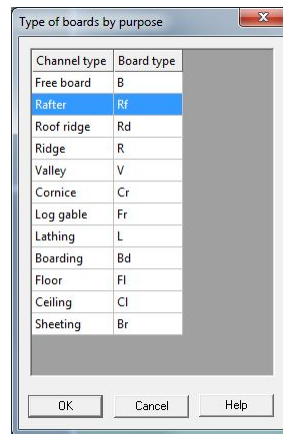 Type of boards by purpose
Channel type Board type
Free board B
Rafter Rf
Roof ridge Rd
Ridge R
Valley V
Cornice Cr
Log gable Fr
Lathing L
Boarding Bd
Floor Fl
Ceiling Cl
Sheeting Br
OK Cancel Help